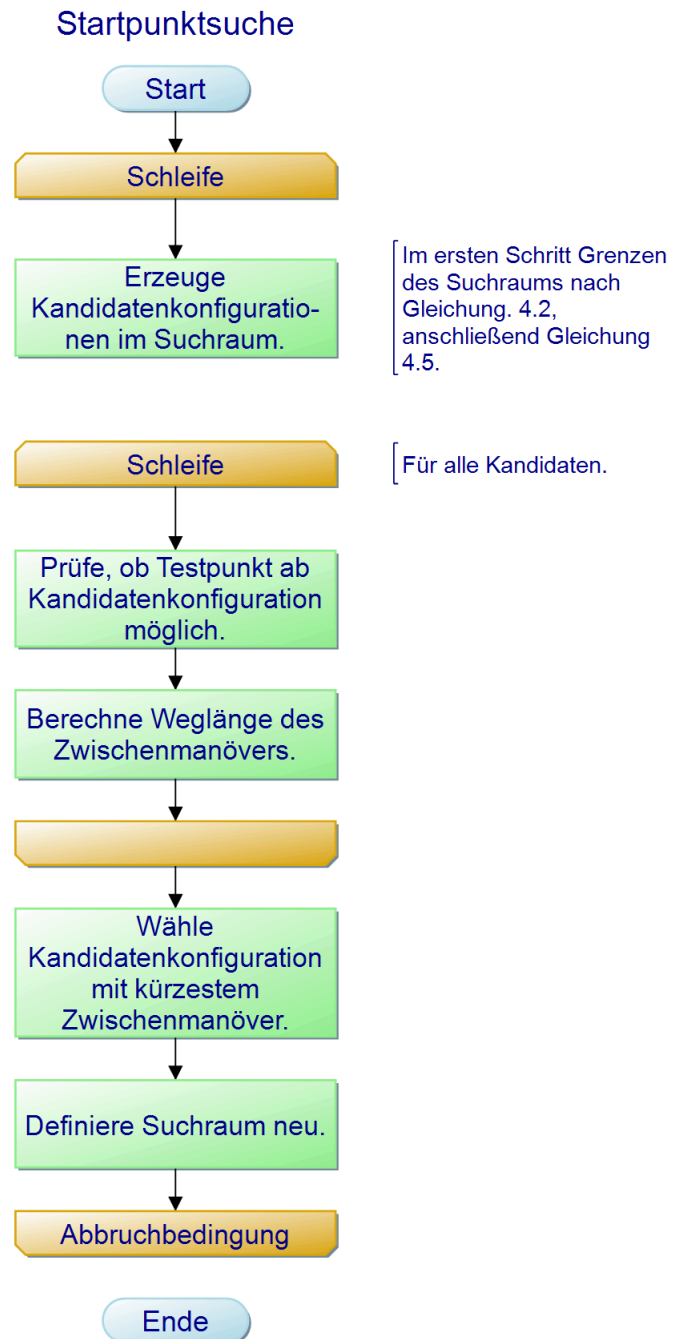 Startpunktsuche
Start
Schleife
Erzeuge
Kandidatenkonfiguratio-
nen im Suchraum.
Im ersten Schritt Grenzen
des Suchraums nach
Gleichung. 4.2,
anschließend Gleichung
4.5.
Schleife
Für alle Kandidaten.
Prüfe, ob Testpunkt ab
Kandidatenkonfiguration
möglich.
Berechne Weglänge des
Zwischenmanövers.
Wähle
Kandidatenkonfiguration
mit kürzestem
Zwischenmanöver.
Definiere Suchraum neu.
Abbruchbedingung
Ende